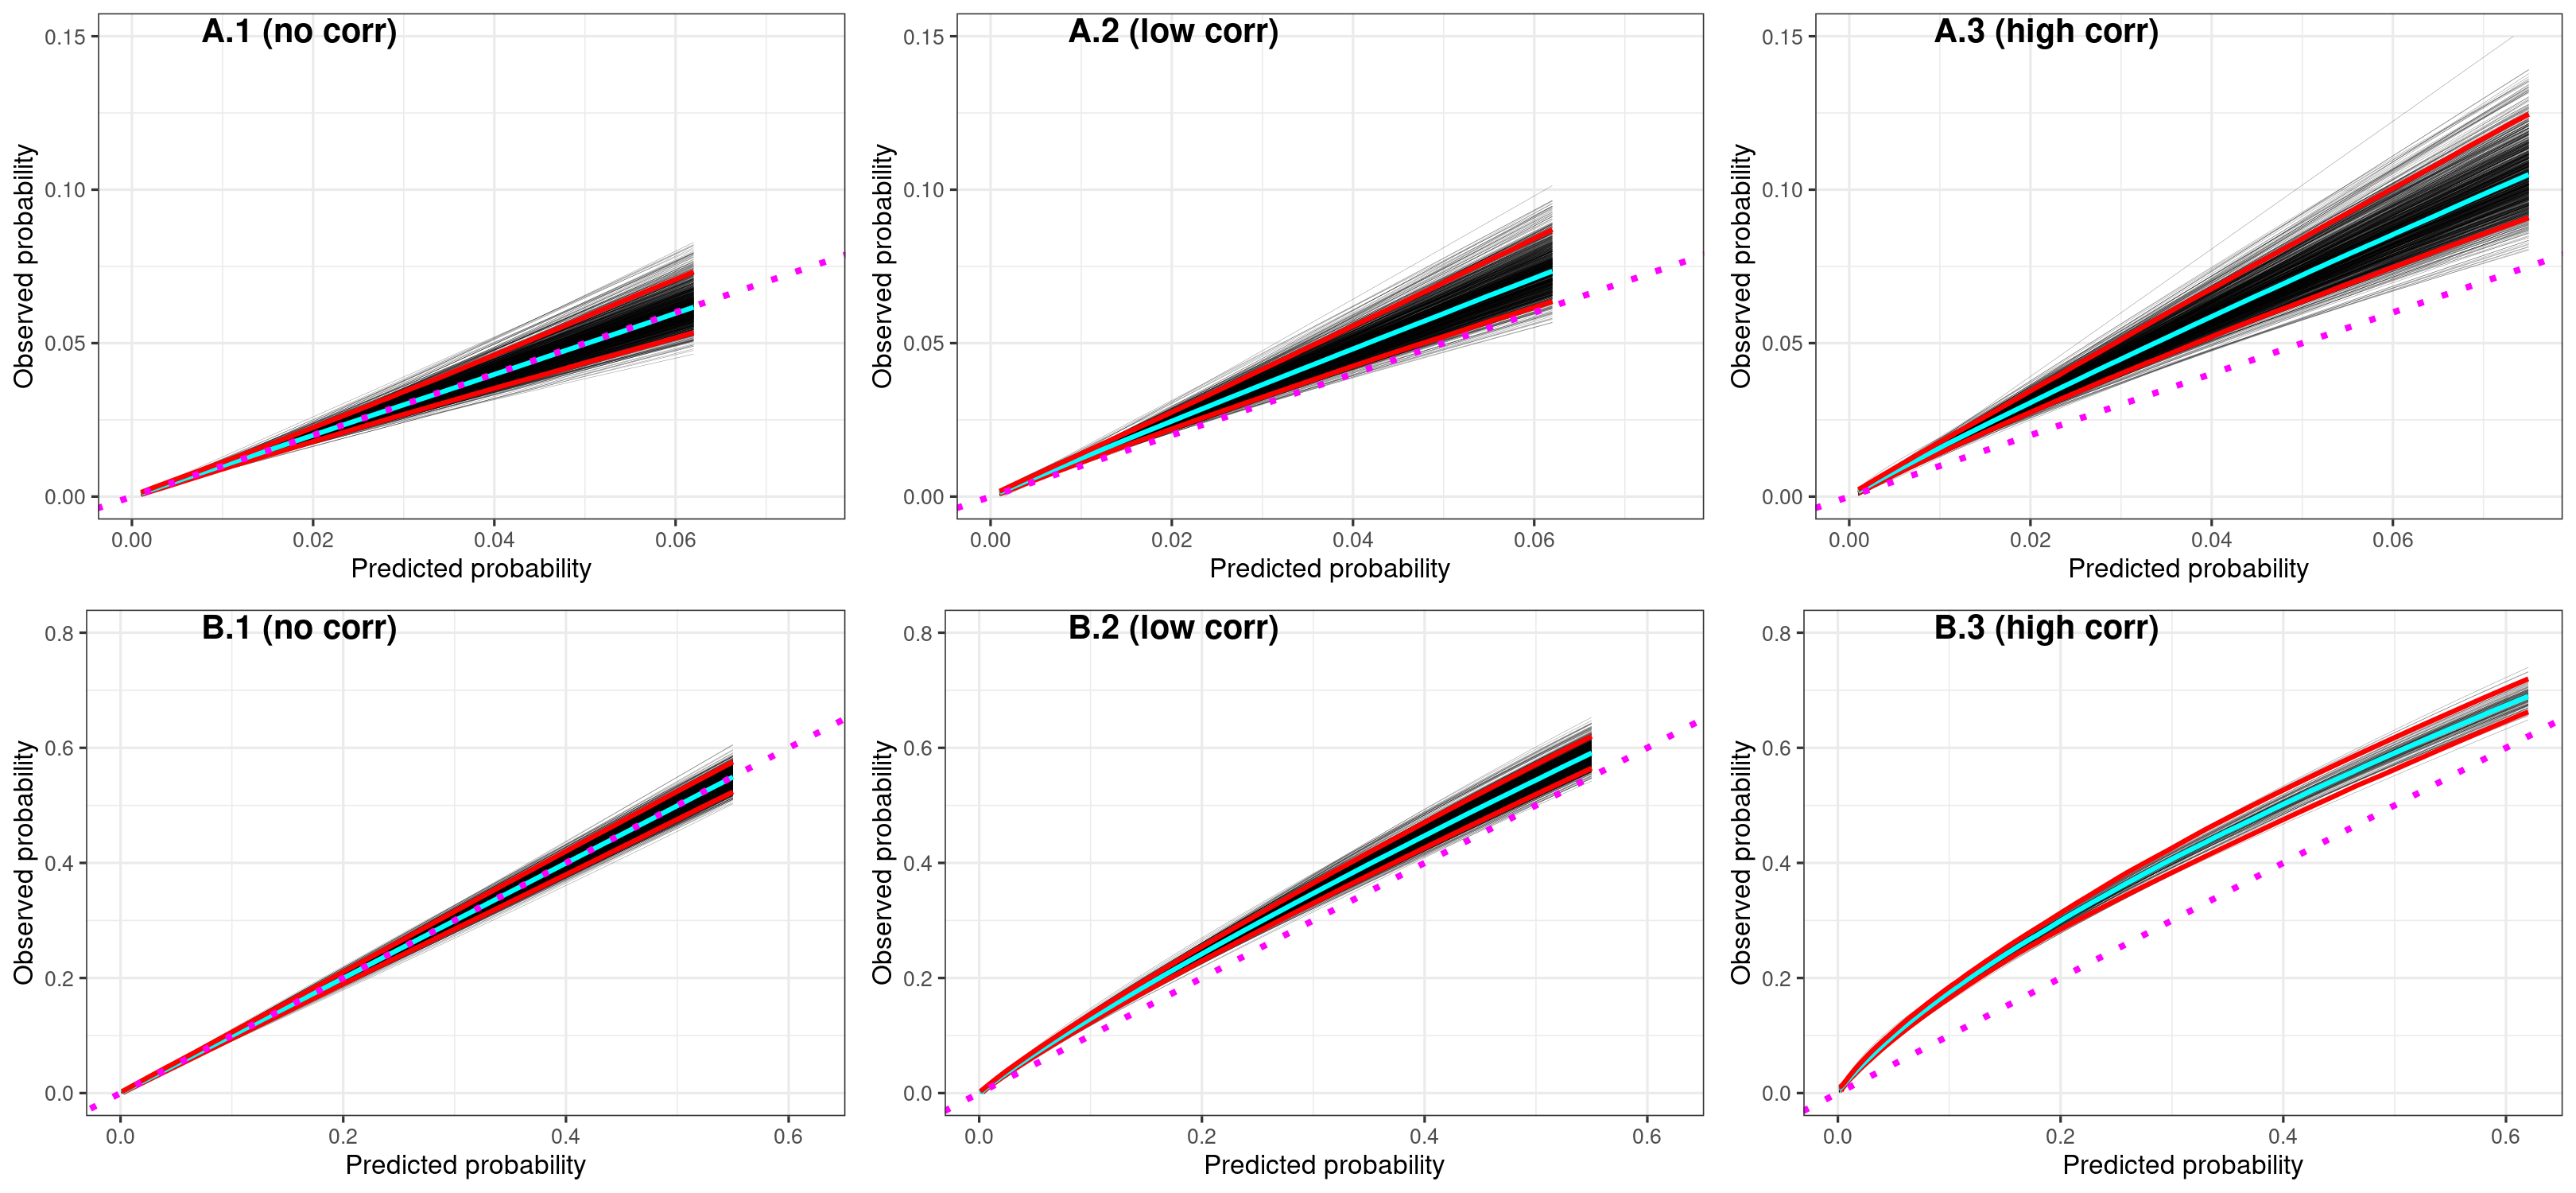 A.1 (no corr)
0.15
0.10
0.05
0.00
Observed probability
0.00 0.02 0.04 0.06
Predicted probability
A.2 (low corr)
0.15
0.10
0.05
0.00
Observed probability
0.00 0.02 0.04 0.06
Predicted probability
A.3 (high corr)
0.15
0.10
0.05
0.00
Observed probability
0.00 0.02 0.04 0.06
Predicted probability
B.1 (no corr)
0.8
0.6
0.4
0.2
0.0
Observed probability
0.0 0.2 0.4 0.6
Predicted probability
B.2 (low corr)
0.8
0.6
0.4
0.2
0.0
Observed probability
0.0 0.2 0.4 0.6
Predicted probability
B.3 (high corr)
0.8
0.6
0.4
0.2
0.0
Observed probability
0.0 0.2 0.4 0.6
Predicted probability